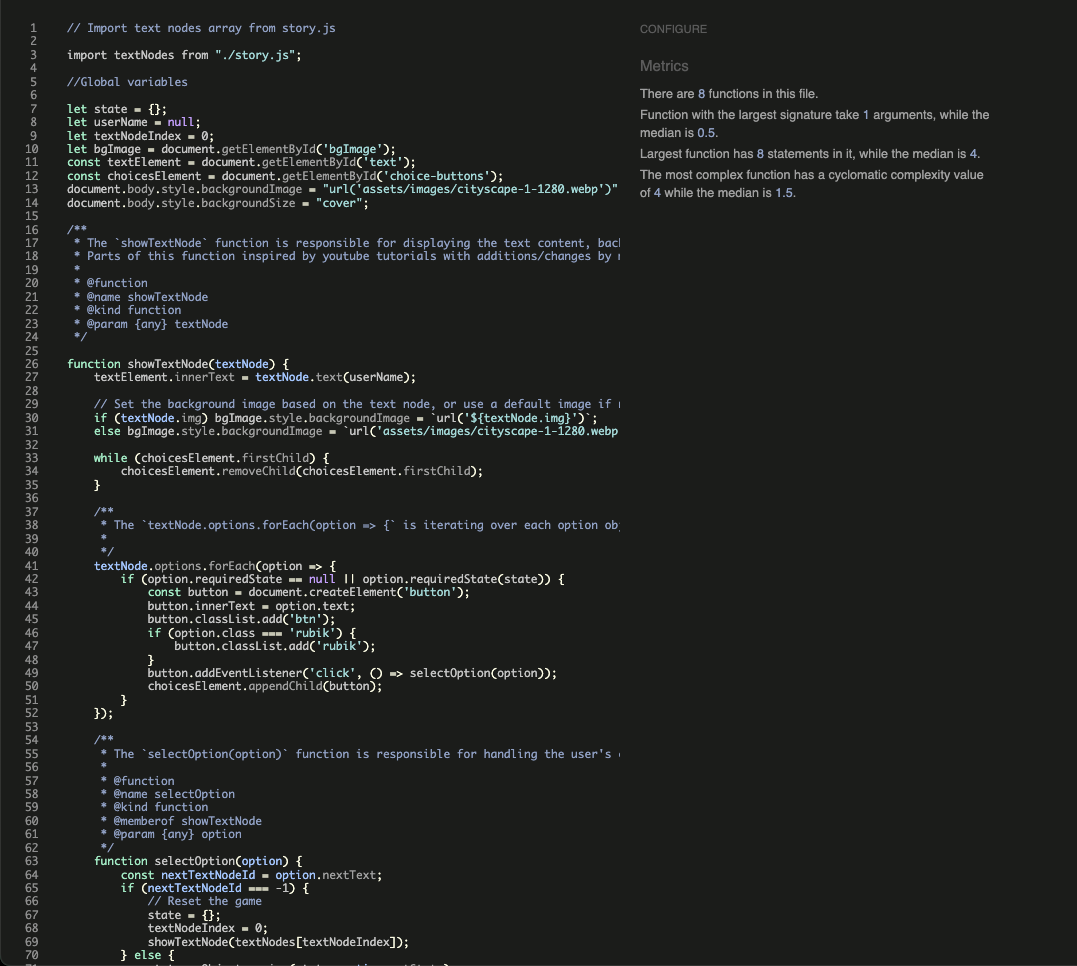 1 // Import text nodes array from story.js
2
3 import textNodes from "./story.js";
4
5 //Global variables
6
7 let state = {};
8 let userName = null;
9 let textNodeIndex = 0;
10 let bgImage = document.getElementById('bgImage');
11 const textElement = document.getElementById('text');
12 const choicesElement = document.getElementById('choice-buttons');
13 document.body.style.backgroundImage = "url('assets/images/cityscape-1-1280.webp')"
14 document.body.style.backgroundSize = "cover";
15
16 /**
17 * The `showTextNode` function is responsible for displaying the text content, bac
18 * Parts of this function inspired by youtube tutorials with additions/changes by
19 *
20 * @function
21 * @name showTextNode
22 * @kind function
23 * @param {any} textNode
24 */
25
26 function showTextNode(textNode) {
27 textElement.innerText = textNode.text(userName);
28
29 // Set the background image based on the text node, or use a default image if
30 if (textNode.img) bgImage.style.backgroundImage = `url('${textNode.img}')`;
31 else bgImage.style.backgroundImage = `url('assets/images/cityscape-1-1280.webp
32
33 while (choicesElement.firstChild) {
34 choicesElement.removeChild(choicesElement.firstChild);
35 }
36
37 /**
38 * The `textNode.options.forEach(option => {` is iterating over each option ob
39 *
40 */
41 textNode.options.forEach(option => {
42 if (option.requiredState == null || option.requiredState(state)) {
43 const button = document.createElement('button');
44 button.innerText = option.text;
45 button.classList.add('btn');
46 if (option.class === 'rubik') {
47 button.classList.add('rubik');
48 }
49 button.addEventListener('click', () => selectOption(option));
50 choicesElement.appendChild(button);
51 }
52 });
53
54 /**
55 * The `selectOption(option)` function is responsible for handling the user's
56 *
57 * @function
58 * @name selectOption
59 * @kind function
60 * @memberof showTextNode
61 * @param {any} option
62 */
63 function selectOption(option) {
64 const nextTextNodeId = option.nextText;
65 if (nextTextNodeId === -1) {
66 // Reset the game
67 state = {};
68 textNodeIndex = 0;
69 showTextNode(textNodes[textNodeIndex]);
70 } else {
CONFIGURE
Metrics
There are 8 functions in this file.
Function with the largest signature take 1 arguments, while the
median is 0.5.
Largest function has 8 statements in it, while the median is 4.
The most complex function has a cyclomatic complexity value
of 4 while the median is 1.5.